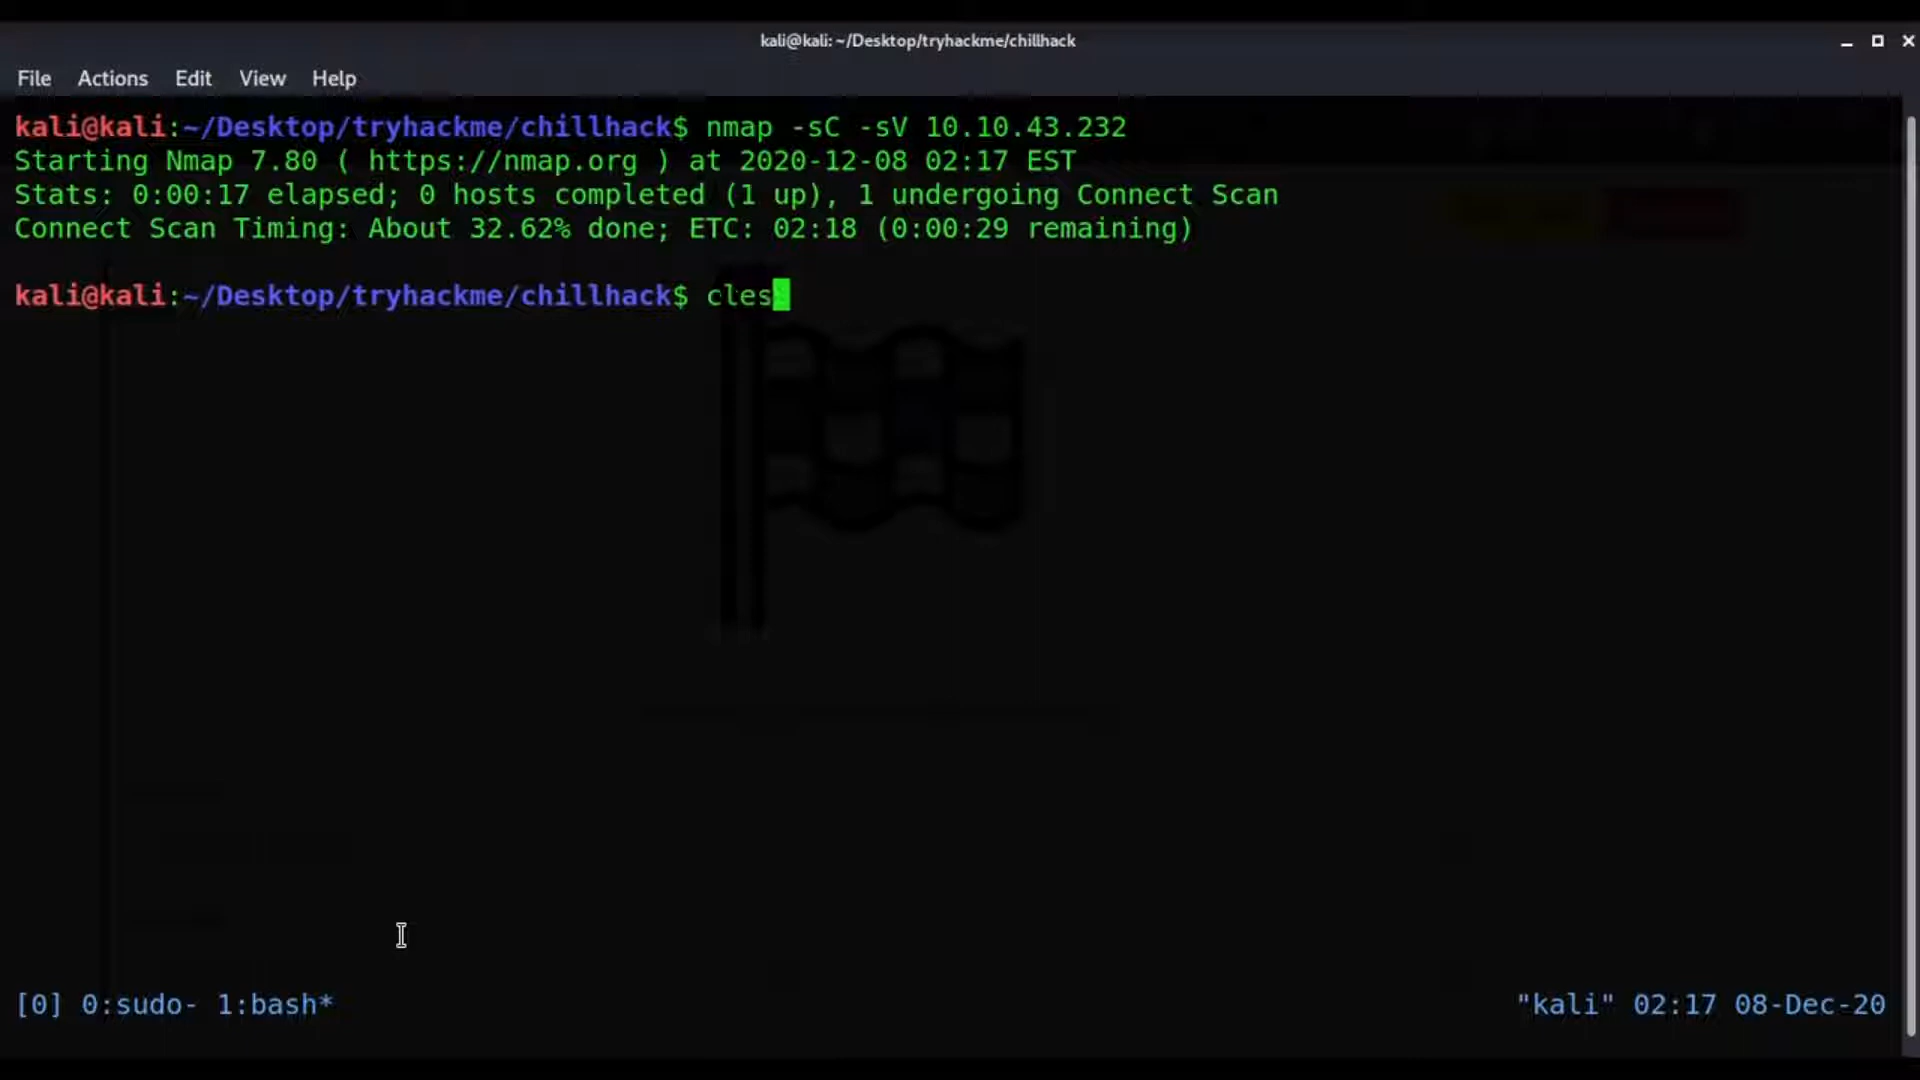 kali@kali: ~/Desktop/tryhackme/chillhack
File Actions Edit View Help
kali@kali:~/Desktop/tryhackme/chillhack$ nmap -sC -sV 10.10.43.232
Starting Nmap 7.80 ( https://nmap.org ) at 2020-12-08 02:17 EST
Stats: 0:00:17 elapsed; 0 hosts completed (1 up), 1 undergoing Connect Scan
Connect Scan Timing: About 32.62% done; ETC: 02:18 (0:00:29 remaining)
kali@kali:~/Desktop/tryhackme/chillhack$ cles
[0] 0:sudo- 1:bash* "kali" 02:17 08-Dec-20